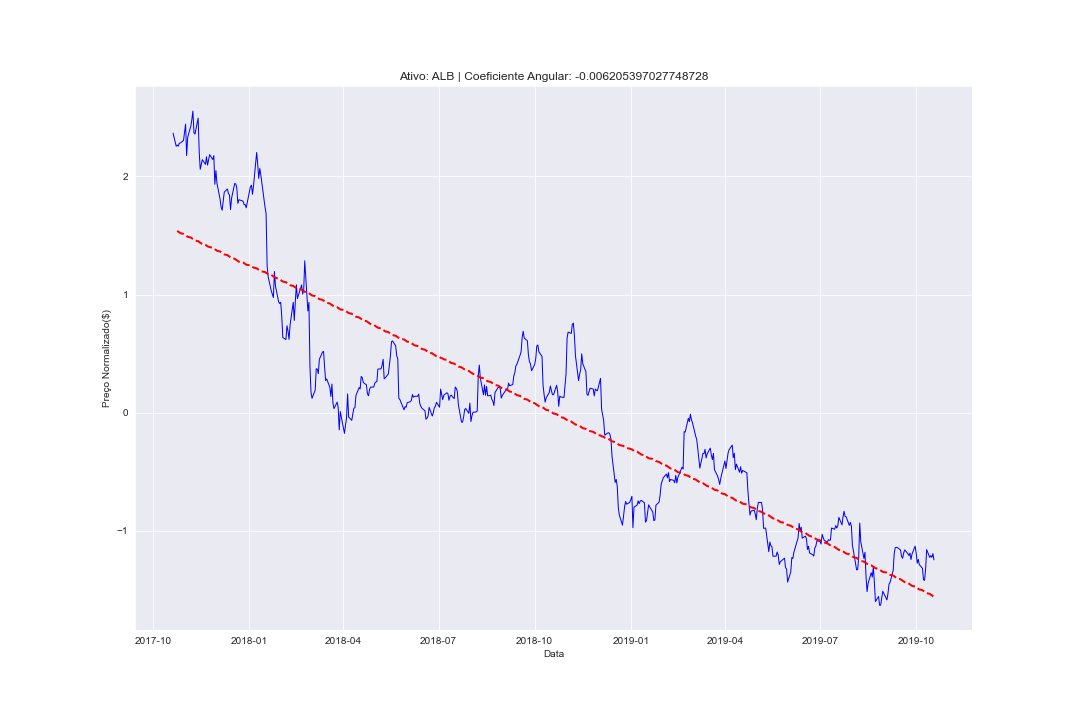 Ativo: ALB | Coeficiente Angular: -0.006205397027748728
Preço Normalizado($)
2
1
0
−1
2017-10 2018-01 2018-04 2018-07 2018-10 2019-01 2019-04 2019-07 2019-10
Data